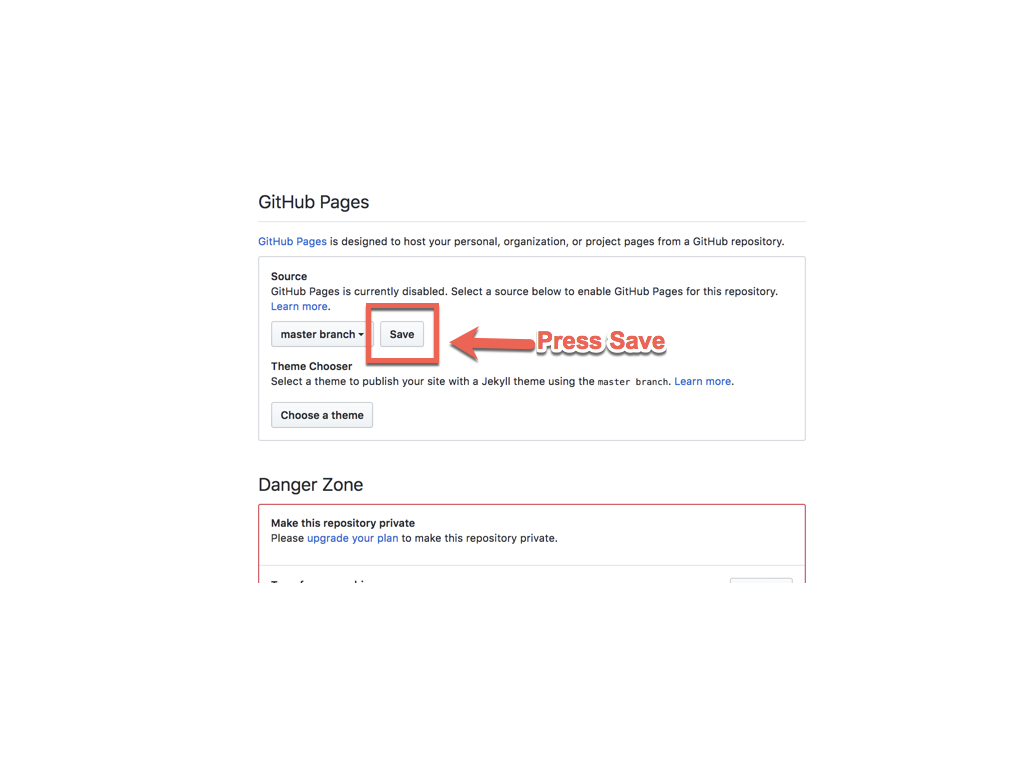 GitHub Pages
GitHub Pages is designed to host your personal, organization, or project pages from a GitHub repository.
Source
GitHub Pages is currently disabled. Select a source below to enable GitHub Pages for this repository.
Learn more.
master branch Save
Press Save
Theme Chooser
Select a theme to publish your site with a Jekyll theme using the master branch. Learn more.
Choose a theme
Danger Zone
Make this repository private
Please upgrade your plan to make this repository private.